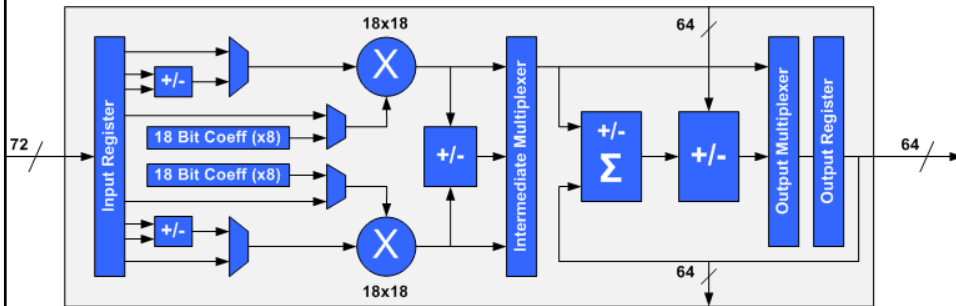 18x18
64
Input Register
+/-
X
Intermediate Multiplexer
Output Multiplexer
Output Register
18 Bit Coeff (x8)
72
+/-
+/-
Σ
+/-
64
18 Bit Coeff (x8)
+/-
X
64
18x18